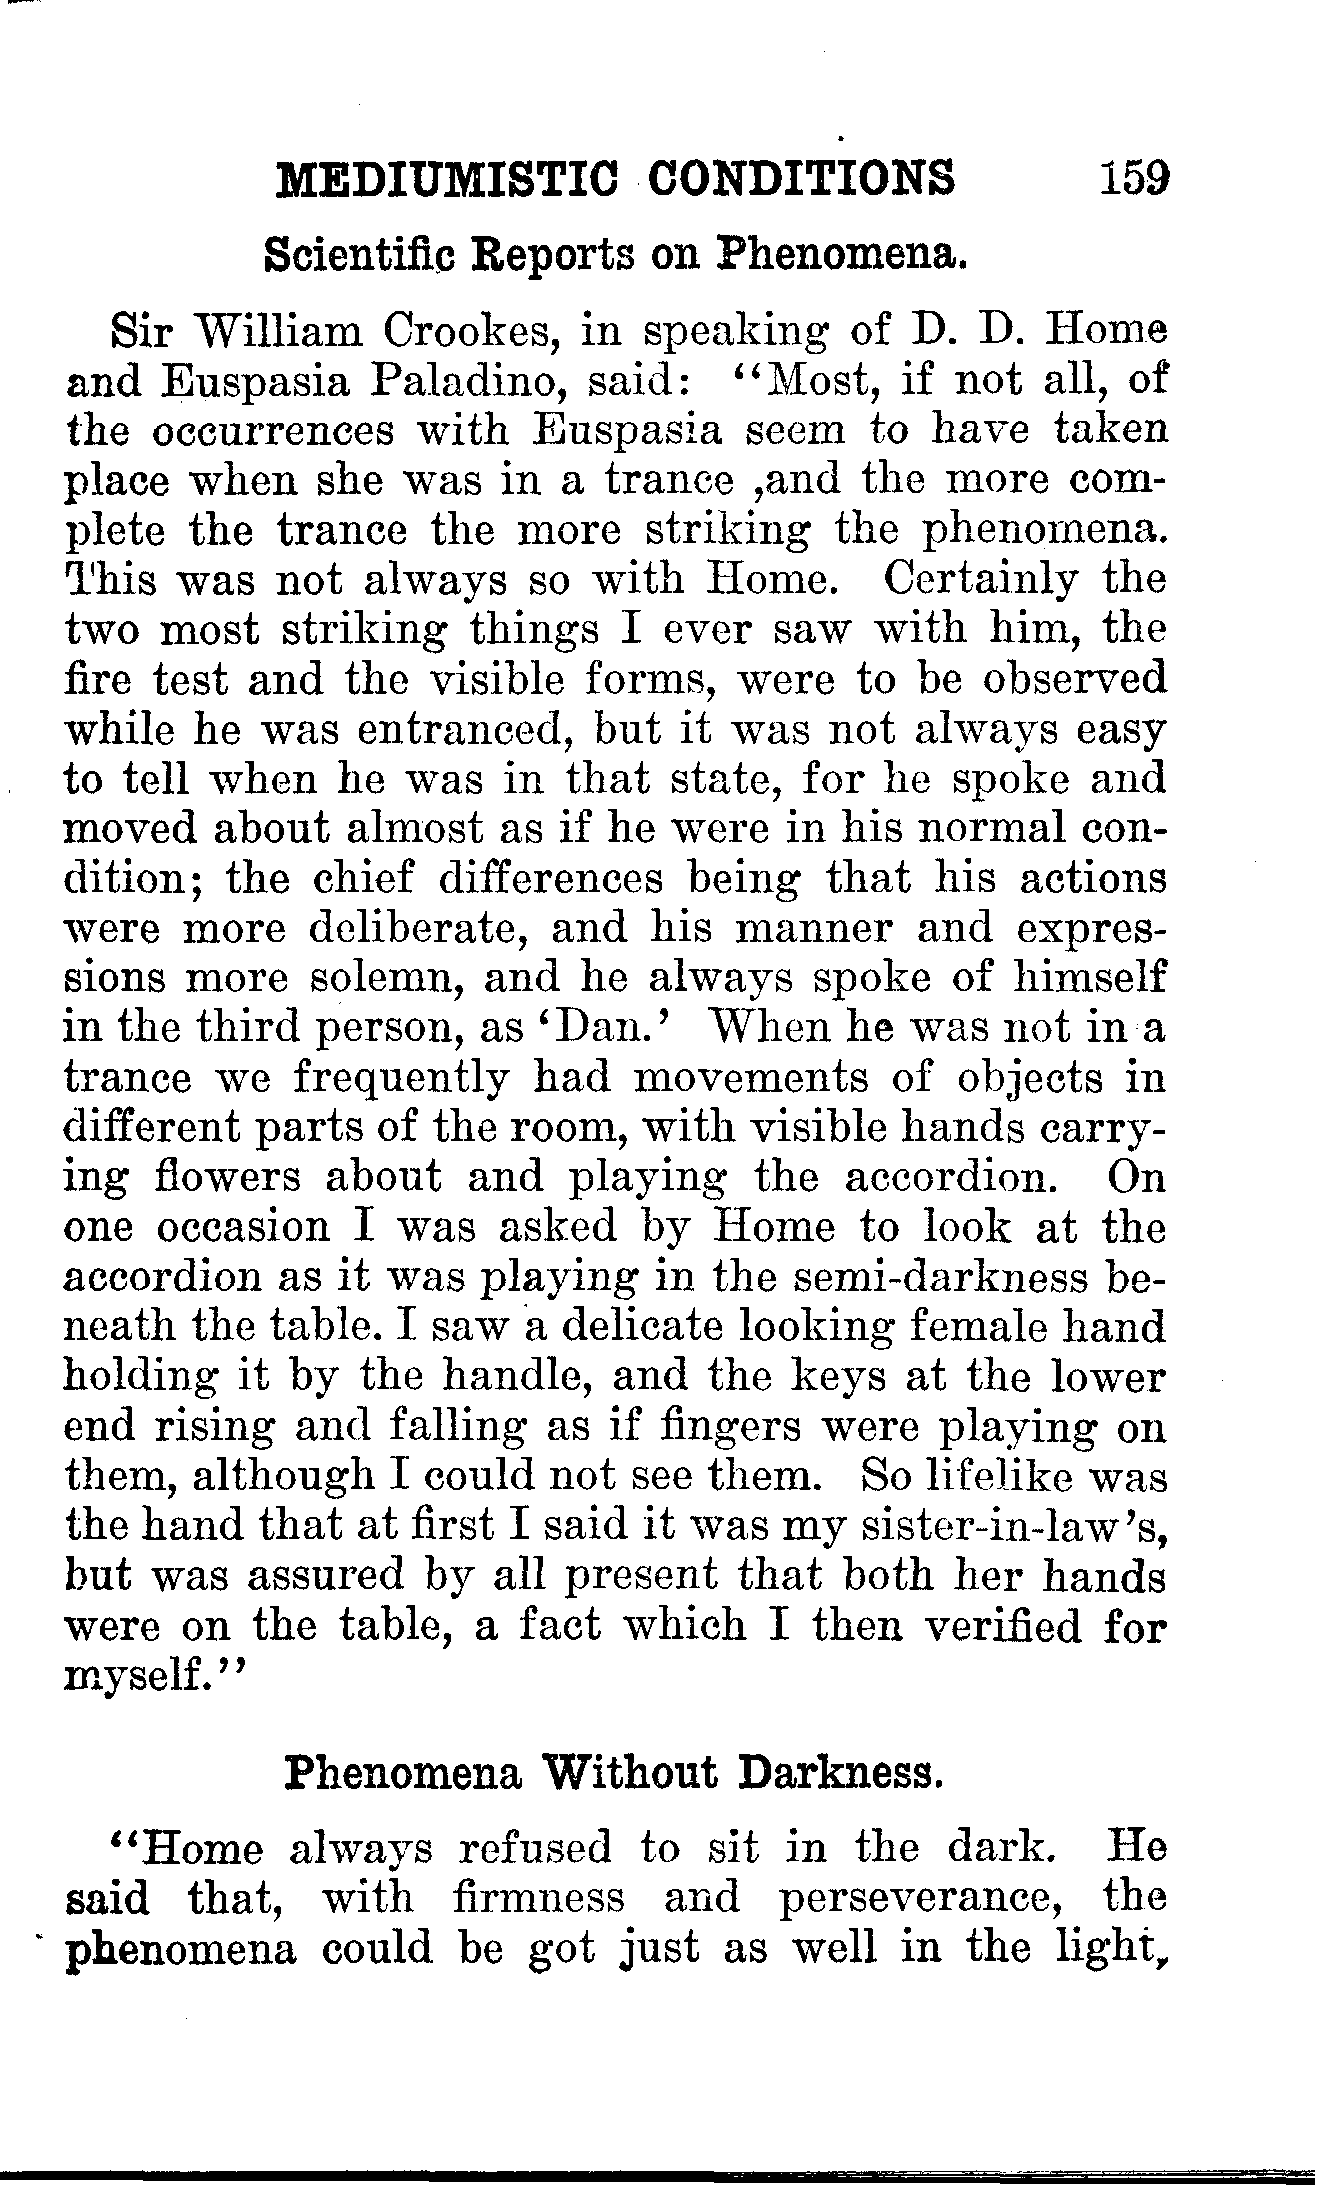 MEDIUMISTIC CONDITIONS 159
Scientific Reports on Phenomena.
Sir William Crookes, in speaking of D. D. Home
and Euspasia Paladino, said: "Most, if not all, of
the occurrences with Euspasia seem to have taken
place when she was in a trance ,and the more com-
plete the trance the more striking the phenomena.
This was not always so with Home. Certainly the
two most striking things I ever saw with him, the
fire test and the visible forms, were to be observed
while he was entranced, but it was not always easy
to tell when he was in that state, for he spoke and
moved about almost as if he were in his normal con-
dition; the chief differences being that his actions
were more deliberate, and his manner and expres-
sions more solemn, and he always spoke of himself
in the third person, as 'Dan.' When he was not in a
trance we frequently had movements of objects in
different parts of the room, with visible hands carry-
ing flowers about and playing the accordion. On
one occasion I was asked by Home to look at the
accordion as it was playing in the semi-darkness be-
neath the table. I saw a delicate looking female hand
holding it by the handle, and the keys at the lower
end rising and falling as if fingers were playing on
them, although I could not see them. So lifelike was
the hand that at first I said it was my sister-in-law's,
but was assured by all present that both her hands
were on the table, a fact which I then verified for
myself."
Phenomena Without Darkness.
"Home always refused to sit in the dark. He
said that, with firmness and perseverance, the
phenomena could be got just as well in the light,